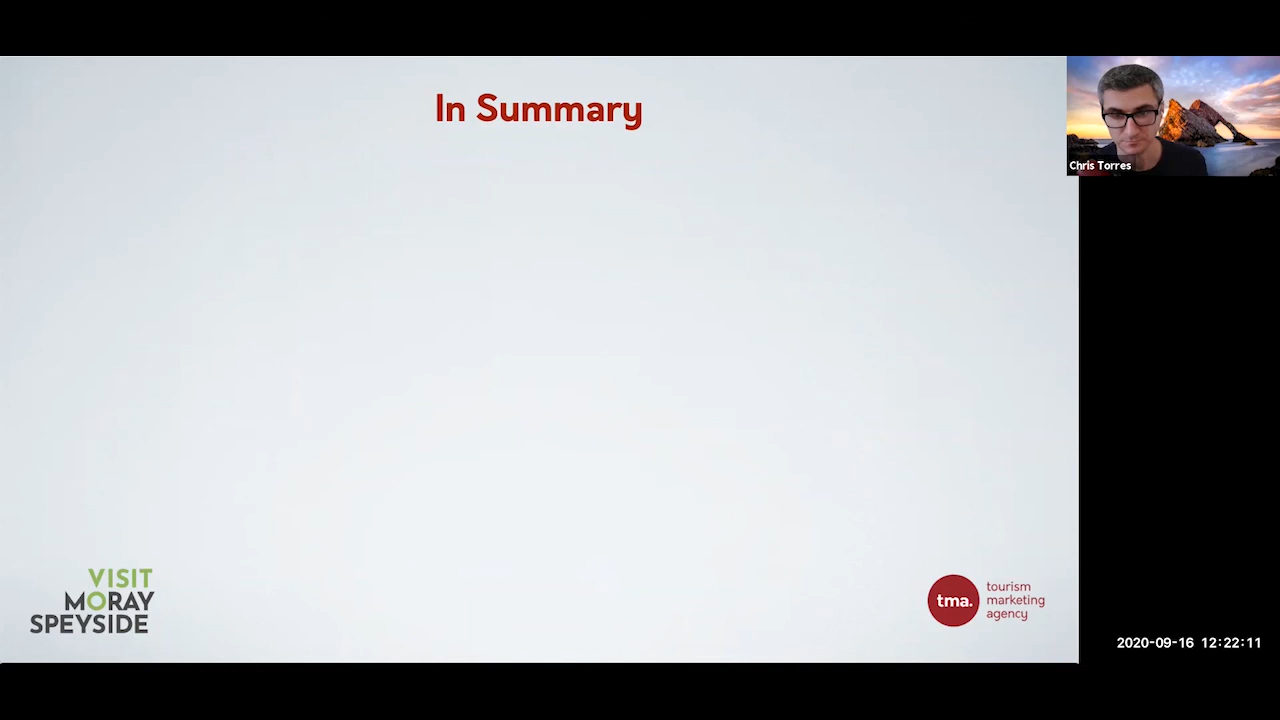 In Summary
Chris Torres
VISIT
MORAY
SPEYSIDE
tma.
tourism
marketing
agency
2020-09-16 12:22:11